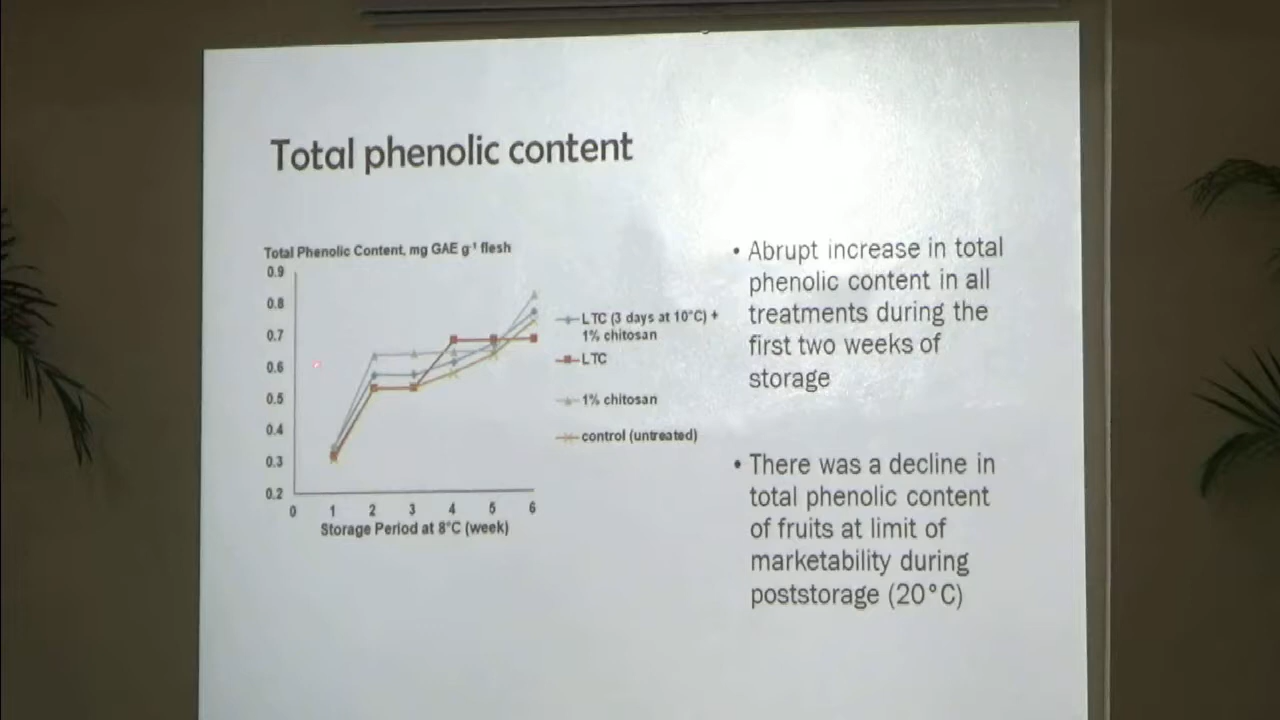 Total phenolic content
Total Phenolic Content, mg GAE g⁻¹ flesh
0.9
0.8
0.7
0.6
0.5
0.4
0.3
0.2
0 1 2 3 4 5 6
Storage Period at 8°C (week)
LTC (3 days at 10°C) +
1% chitosan
LTC
1% chitosan
control (untreated)
• Abrupt increase in total
phenolic content in all
treatments during the
first two weeks of
storage
• There was a decline in
total phenolic content
of fruits at limit of
marketability during
poststorage (20°C)